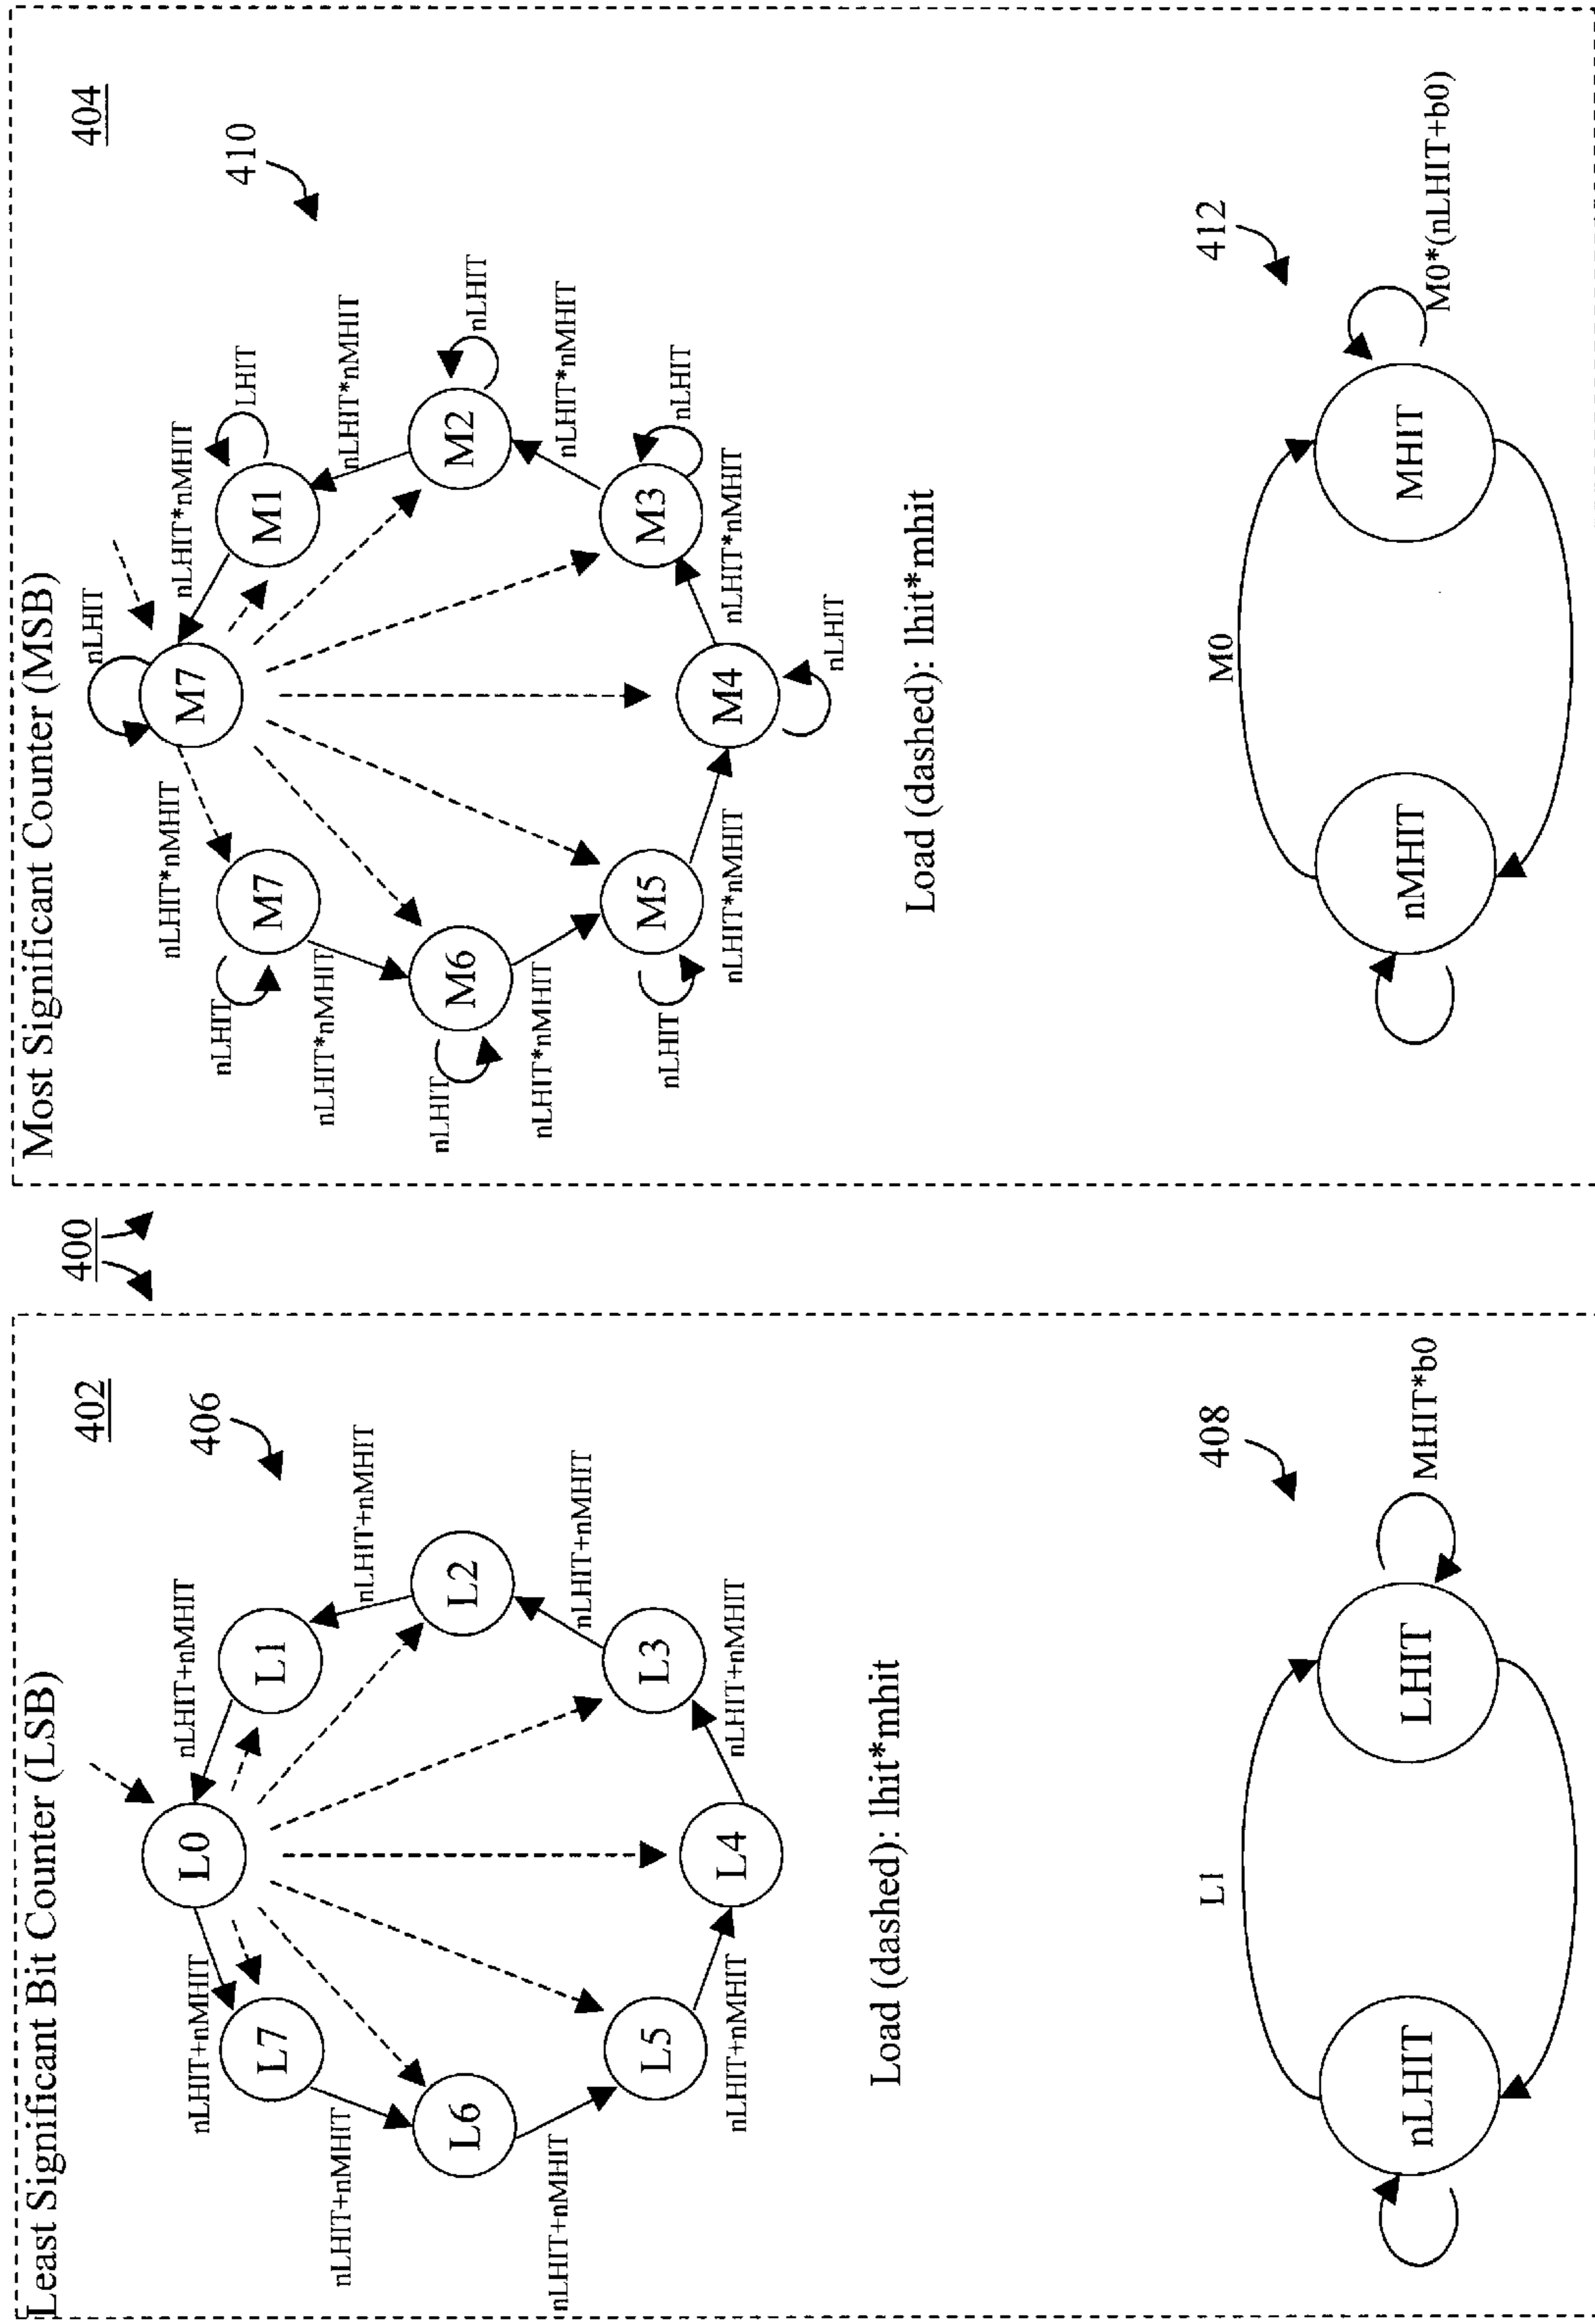 400
Least Significant Bit Counter (LSB)
402
406
L0
L1
L2
L3
L4
L5
L6
L7
nLHIT+nMHIT
nLHIT+nMHIT
nLHIT+nMHIT
nLHIT+nMHIT
nLHIT+nMHIT
nLHIT+nMHIT
nLHIT+nMHIT
nLHIT+nMHIT
Load (dashed): lhit*mhit
408
L1
nLHIT
LHIT
MHIT*b0
Most Significant Counter (MSB)
404
410
nLHIT
M7
nLHIT*nMHIT
M1
LHIT
nLHIT*nMHIT
M2
nLHIT
nLHIT*nMHIT
M3
nLHIT
nLHIT*nMHIT
M4
nLHIT
nLHIT*nMHIT
M5
nLHIT
nLHIT*nMHIT
M6
nLHIT
nLHIT*nMHIT
M7
nLHIT
nLHIT*nMHIT
Load (dashed): lhit*mhit
412
M0
nMHIT
MHIT
M0*(nLHIT+b0)